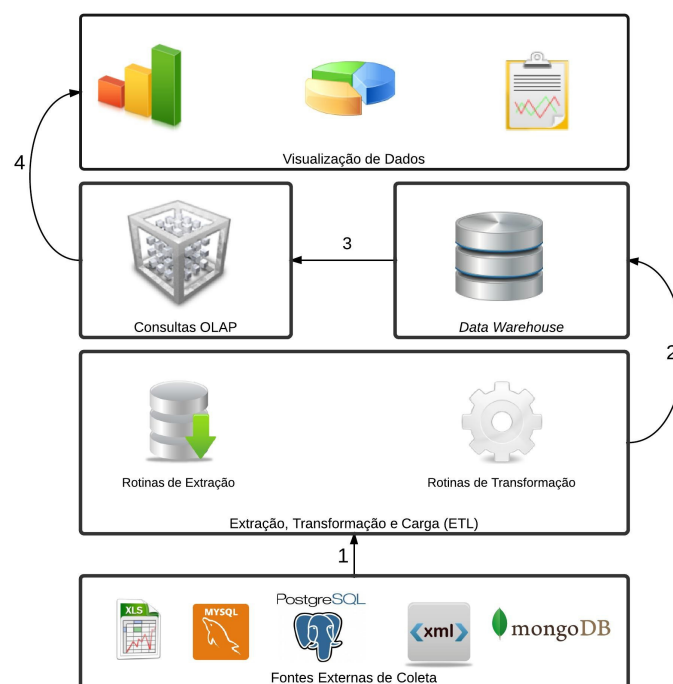 Visualização de Dados
4
3
Consultas OLAP
Data Warehouse
2
Rotinas de Extração
Rotinas de Transformação
Extração, Transformação e Carga (ETL)
1
XLS
MYSQL
PostgreSQL
xml
mongoDB
Fontes Externas de Coleta